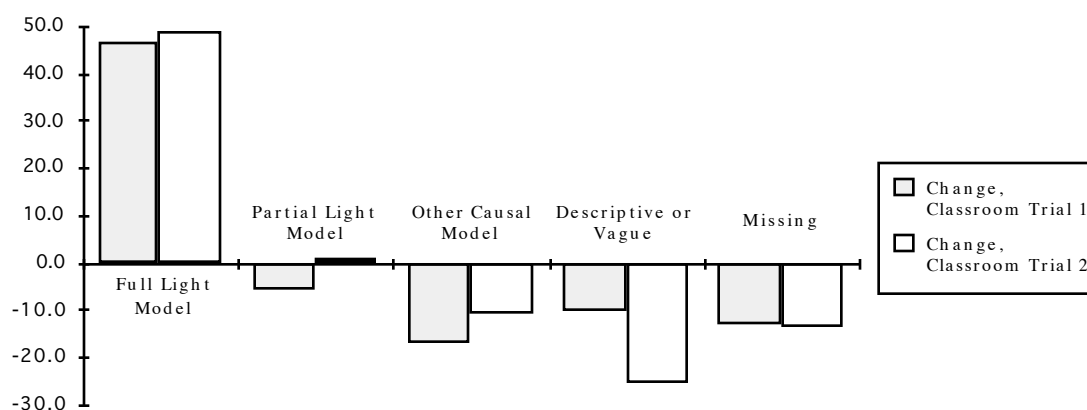 50.0
40.0
30.0
20.0
10.0
0.0
-10.0
-20.0
-30.0
Full Light
Model
Partial Light
Model
Other Causal
Model
Descriptive or
Vague
Missing
Change,
Classroom Trial 1
Change,
Classroom Trial 2